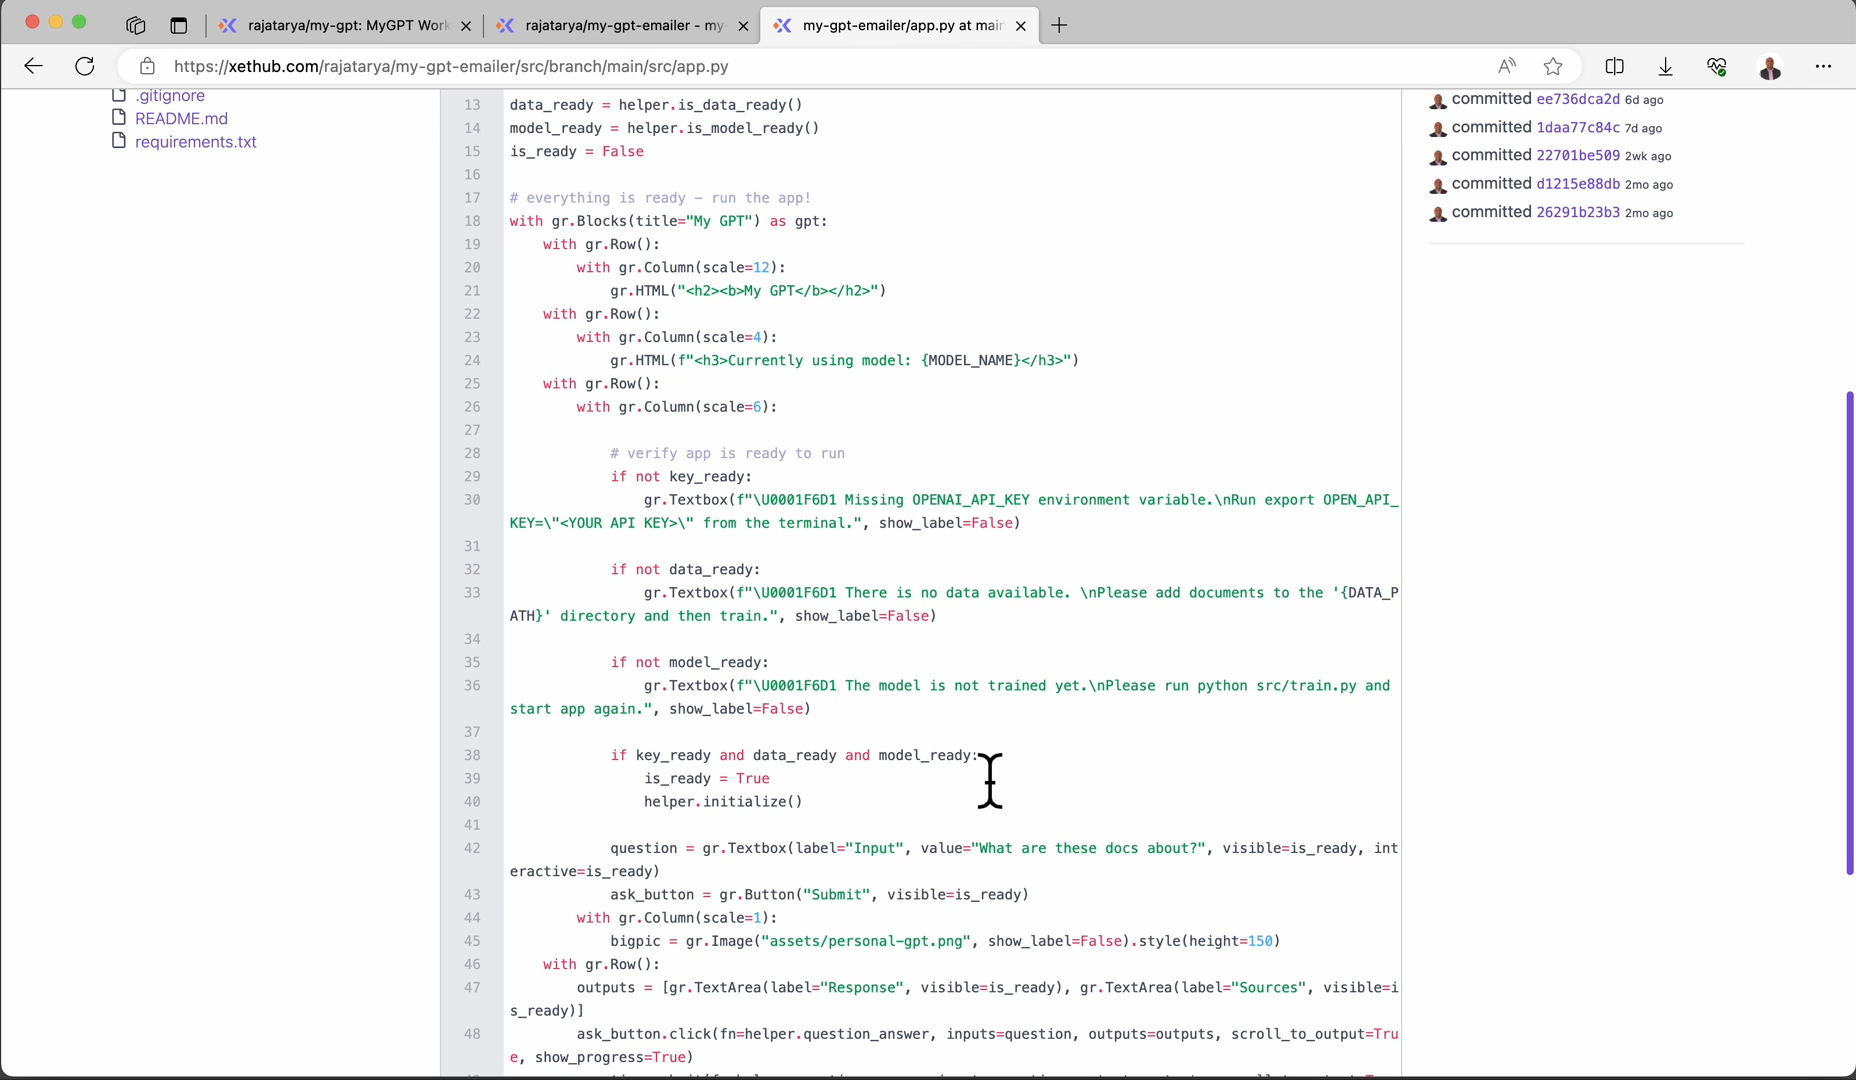 rajatarya/my-gpt: MyGPT Work
rajatarya/my-gpt-emailer - my-
my-gpt-emailer/app.py at main
https://xethub.com/rajatarya/my-gpt-emailer/src/branch/main/src/app.py
.gitignore
README.md
requirements.txt
13 data_ready = helper.is_data_ready()
14 model_ready = helper.is_model_ready()
15 is_ready = False
16
17 # everything is ready – run the app!
18 with gr.Blocks(title="My GPT") as gpt:
19 with gr.Row():
20 with gr.Column(scale=12):
21 gr.HTML("<h2><b>My GPT</b></h2>")
22 with gr.Row():
23 with gr.Column(scale=4):
24 gr.HTML(f"<h3>Currently using model: {MODEL_NAME}</h3>")
25 with gr.Row():
26 with gr.Column(scale=6):
27
28 # verify app is ready to run
29 if not key_ready:
30 gr.Textbox(f"\U0001F6D1 Missing OPENAI_API_KEY environment variable.\nRun export OPEN_API_
KEY=\"<YOUR API KEY>\" from the terminal.", show_label=False)
31
32 if not data_ready:
33 gr.Textbox(f"\U0001F6D1 There is no data available. \nPlease add documents to the '{DATA_P
ATH}' directory and then train.", show_label=False)
34
35 if not model_ready:
36 gr.Textbox(f"\U0001F6D1 The model is not trained yet.\nPlease run python src/train.py and
start app again.", show_label=False)
37
38 if key_ready and data_ready and model_ready:
39 is_ready = True
40 helper.initialize()
41
42 question = gr.Textbox(label="Input", value="What are these docs about?", visible=is_ready, int
eractive=is_ready)
43 ask_button = gr.Button("Submit", visible=is_ready)
44 with gr.Column(scale=1):
45 bigpic = gr.Image("assets/personal-gpt.png", show_label=False).style(height=150)
46 with gr.Row():
47 outputs = [gr.TextArea(label="Response", visible=is_ready), gr.TextArea(label="Sources", visible=i
s_ready)]
48 ask_button.click(fn=helper.question_answer, inputs=question, outputs=outputs, scroll_to_output=Tru
e, show_progress=True)
committed ee736dca2d 6d ago
committed 1daa77c84c 7d ago
committed 22701be509 2wk ago
committed d1215e88db 2mo ago
committed 26291b23b3 2mo ago